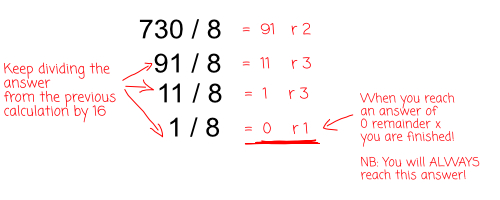 730 / 8 = 91 r 2
91 / 8 = 11 r 3
11 / 8 = 1 r 3
1 / 8 = 0 r 1
Keep dividing the
answer
from the previous
calculation by 16
When you reach
an answer of
0 remainder x
you are finished!
NB. You will ALWAYS
reach this answer!